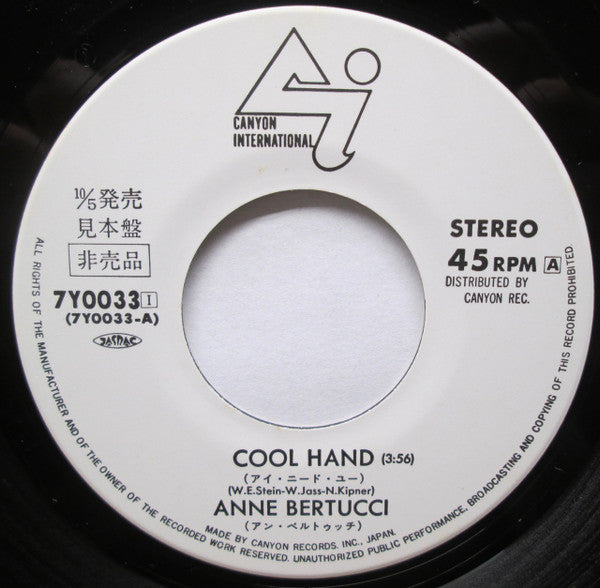 CANYON
INTERNATIONAL
10/5発売
見本盤
非売品
7Y0033 I
(7Y0033-A)
JASRAC
STEREO
45 RPM A
DISTRIBUTED BY
CANYON REC.
COOL HAND (3:56)
(アイ・ニード・ユー)
(W.E.Stein-W.Jass-N.Kipner)
ANNE BERTUCCI
(アン・ベルトゥッチ)
MADE BY CANYON RECORDS. INC., JAPAN.
ALL RIGHTS OF THE MANUFACTURER AND OF THE OWNER OF THE RECORDED WORK RESERVED. UNAUTHORIZED PUBLIC PERFORMANCE, BROADCASTING AND COPYING OF THIS RECORD PROHIBITED.